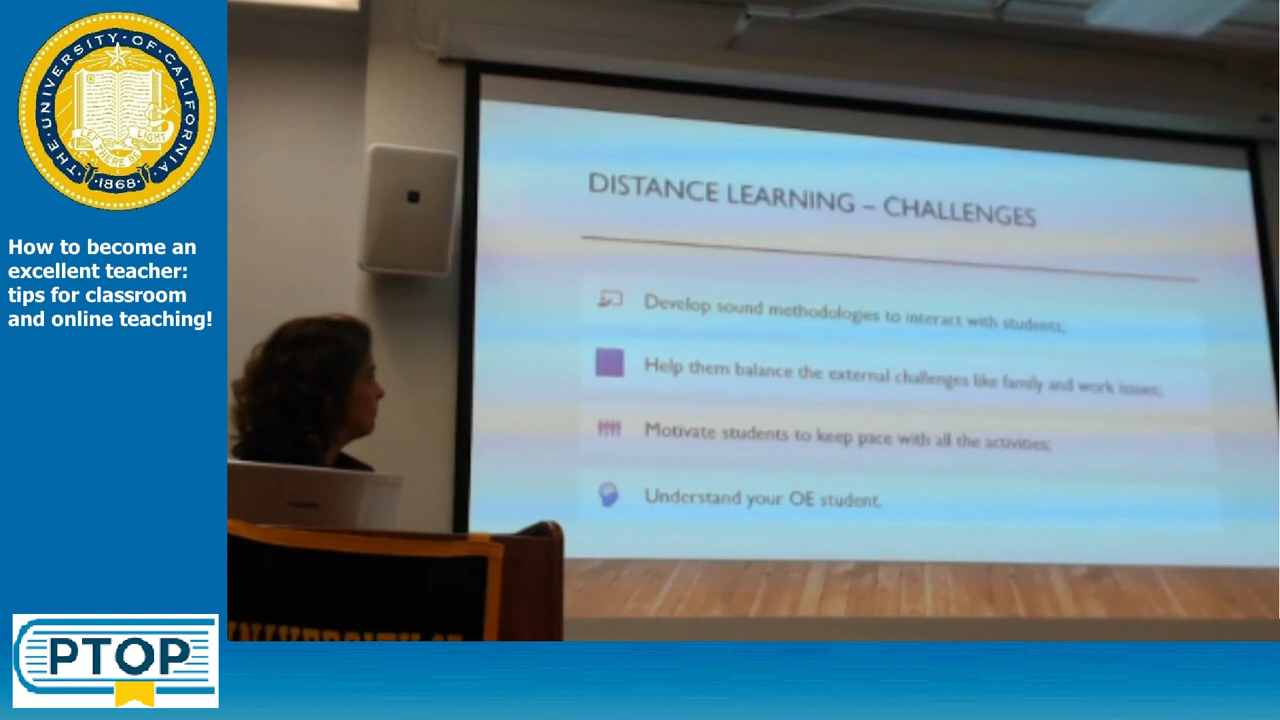 THE·UNIVERSITY·OF·CALIFORNIA
LET THERE BE LIGHT
·1868·
How to become an
excellent teacher:
tips for classroom
and online teaching!
PTOP
DISTANCE LEARNING – CHALLENGES
Develop sound methodologies to interact with students;
Help them balance the external challenges like family and work issues;
Motivate students to keep pace with all the activities;
Understand your OE student.